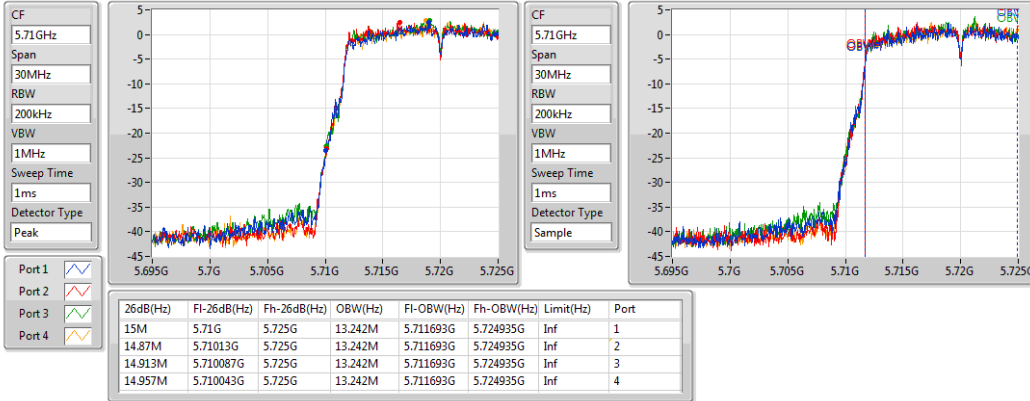 CF
5.71GHz
Span
30MHz
RBW
200kHz
VBW
1MHz
Sweep Time
1ms
Detector Type
Peak
5
0
-5
-10
-15
-20
-25
-30
-35
-40
-45
5.695G 5.7G 5.705G 5.71G 5.715G 5.72G 5.725G
CF
5.71GHz
Span
30MHz
RBW
200kHz
VBW
1MHz
Sweep Time
1ms
Detector Type
Sample
5
0
-5
-10
-15
-20
-25
-30
-35
-40
-45
5.695G 5.7G 5.705G 5.71G 5.715G 5.72G 5.725G
Port 1
Port 2
Port 3
Port 4
26dB(Hz) Fl-26dB(Hz) Fh-26dB(Hz) OBW(Hz) Fl-OBW(Hz) Fh-OBW(Hz) Limit(Hz) Port
15M 5.71G 5.725G 13.242M 5.711693G 5.724935G Inf 1
14.87M 5.71013G 5.725G 13.242M 5.711693G 5.724935G Inf 2
14.913M 5.710087G 5.725G 13.242M 5.711693G 5.724935G Inf 3
14.957M 5.710043G 5.725G 13.242M 5.711693G 5.724935G Inf 4